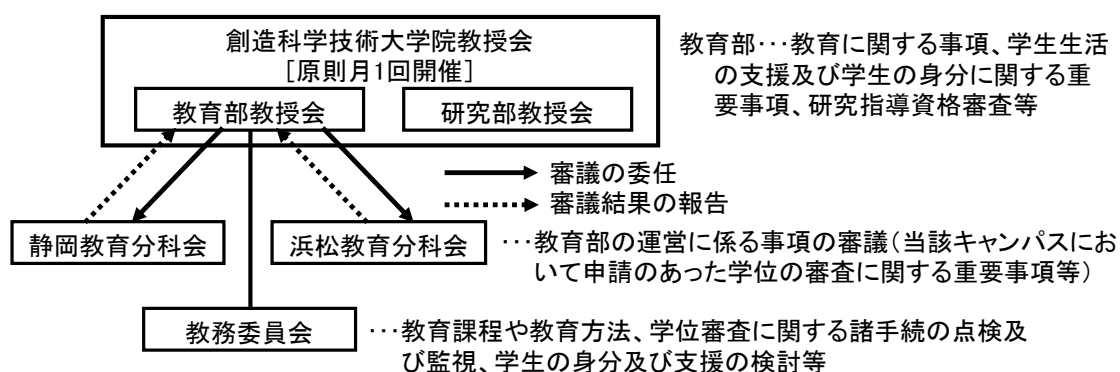 創造科学技術大学院教授会
[原則月1回開催]
教育部教授会
研究部教授会
教育部･･･教育に関する事項、学生生活
の支援及び学生の身分に関する重
要事項、研究指導資格審査等
審議の委任
審議結果の報告
静岡教育分科会
浜松教育分科会
･･･教育部の運営に係る事項の審議(当該キャンパスにお
いて申請のあった学位の審査に関する重要事項等)
教務委員会
･･･教育課程や教育方法、学位審査に関する諸手続の点検及
び監視、学生の身分及び支援の検討等